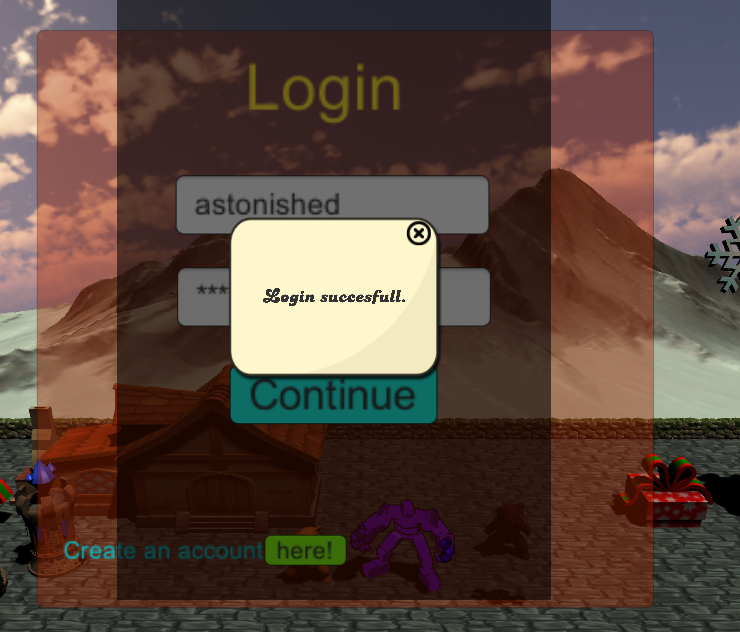 Login
astonished
***
Login succesfull.
Continue
Create an account here!